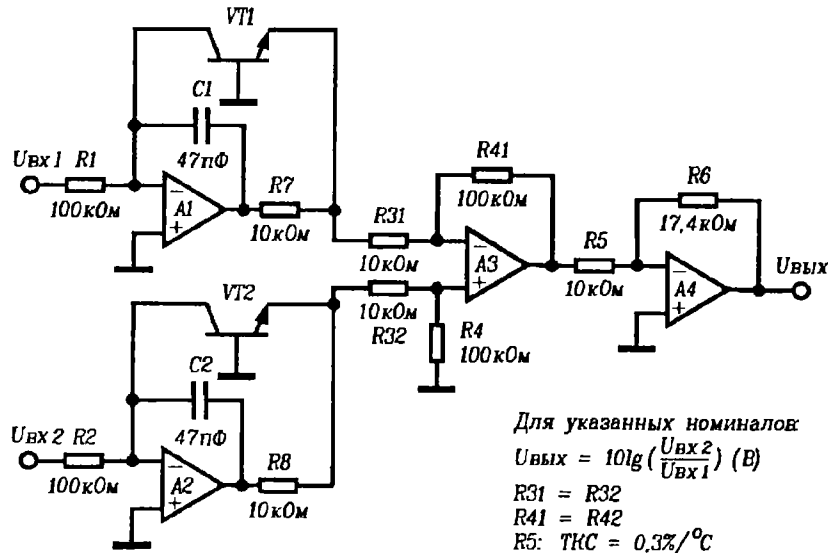 VT1
C1
Uвх 1 R1
47пФ
R7
100кОм
A1
10кОм
R31
10кОм
R41
100кОм
A3
R5
10кОм
R6
17,4кОм
A4
Uвых
VT2
10кОм
R32
R4
100кОм
C2
47пФ
Uвх 2 R2
100кОм
A2
R8
10кОм
Для указанных номиналов:
Uвых = 10lg(Uвх 2/Uвх 1) (В)
R31 = R32
R41 = R42
R5: ТКС = 0,3%/°C